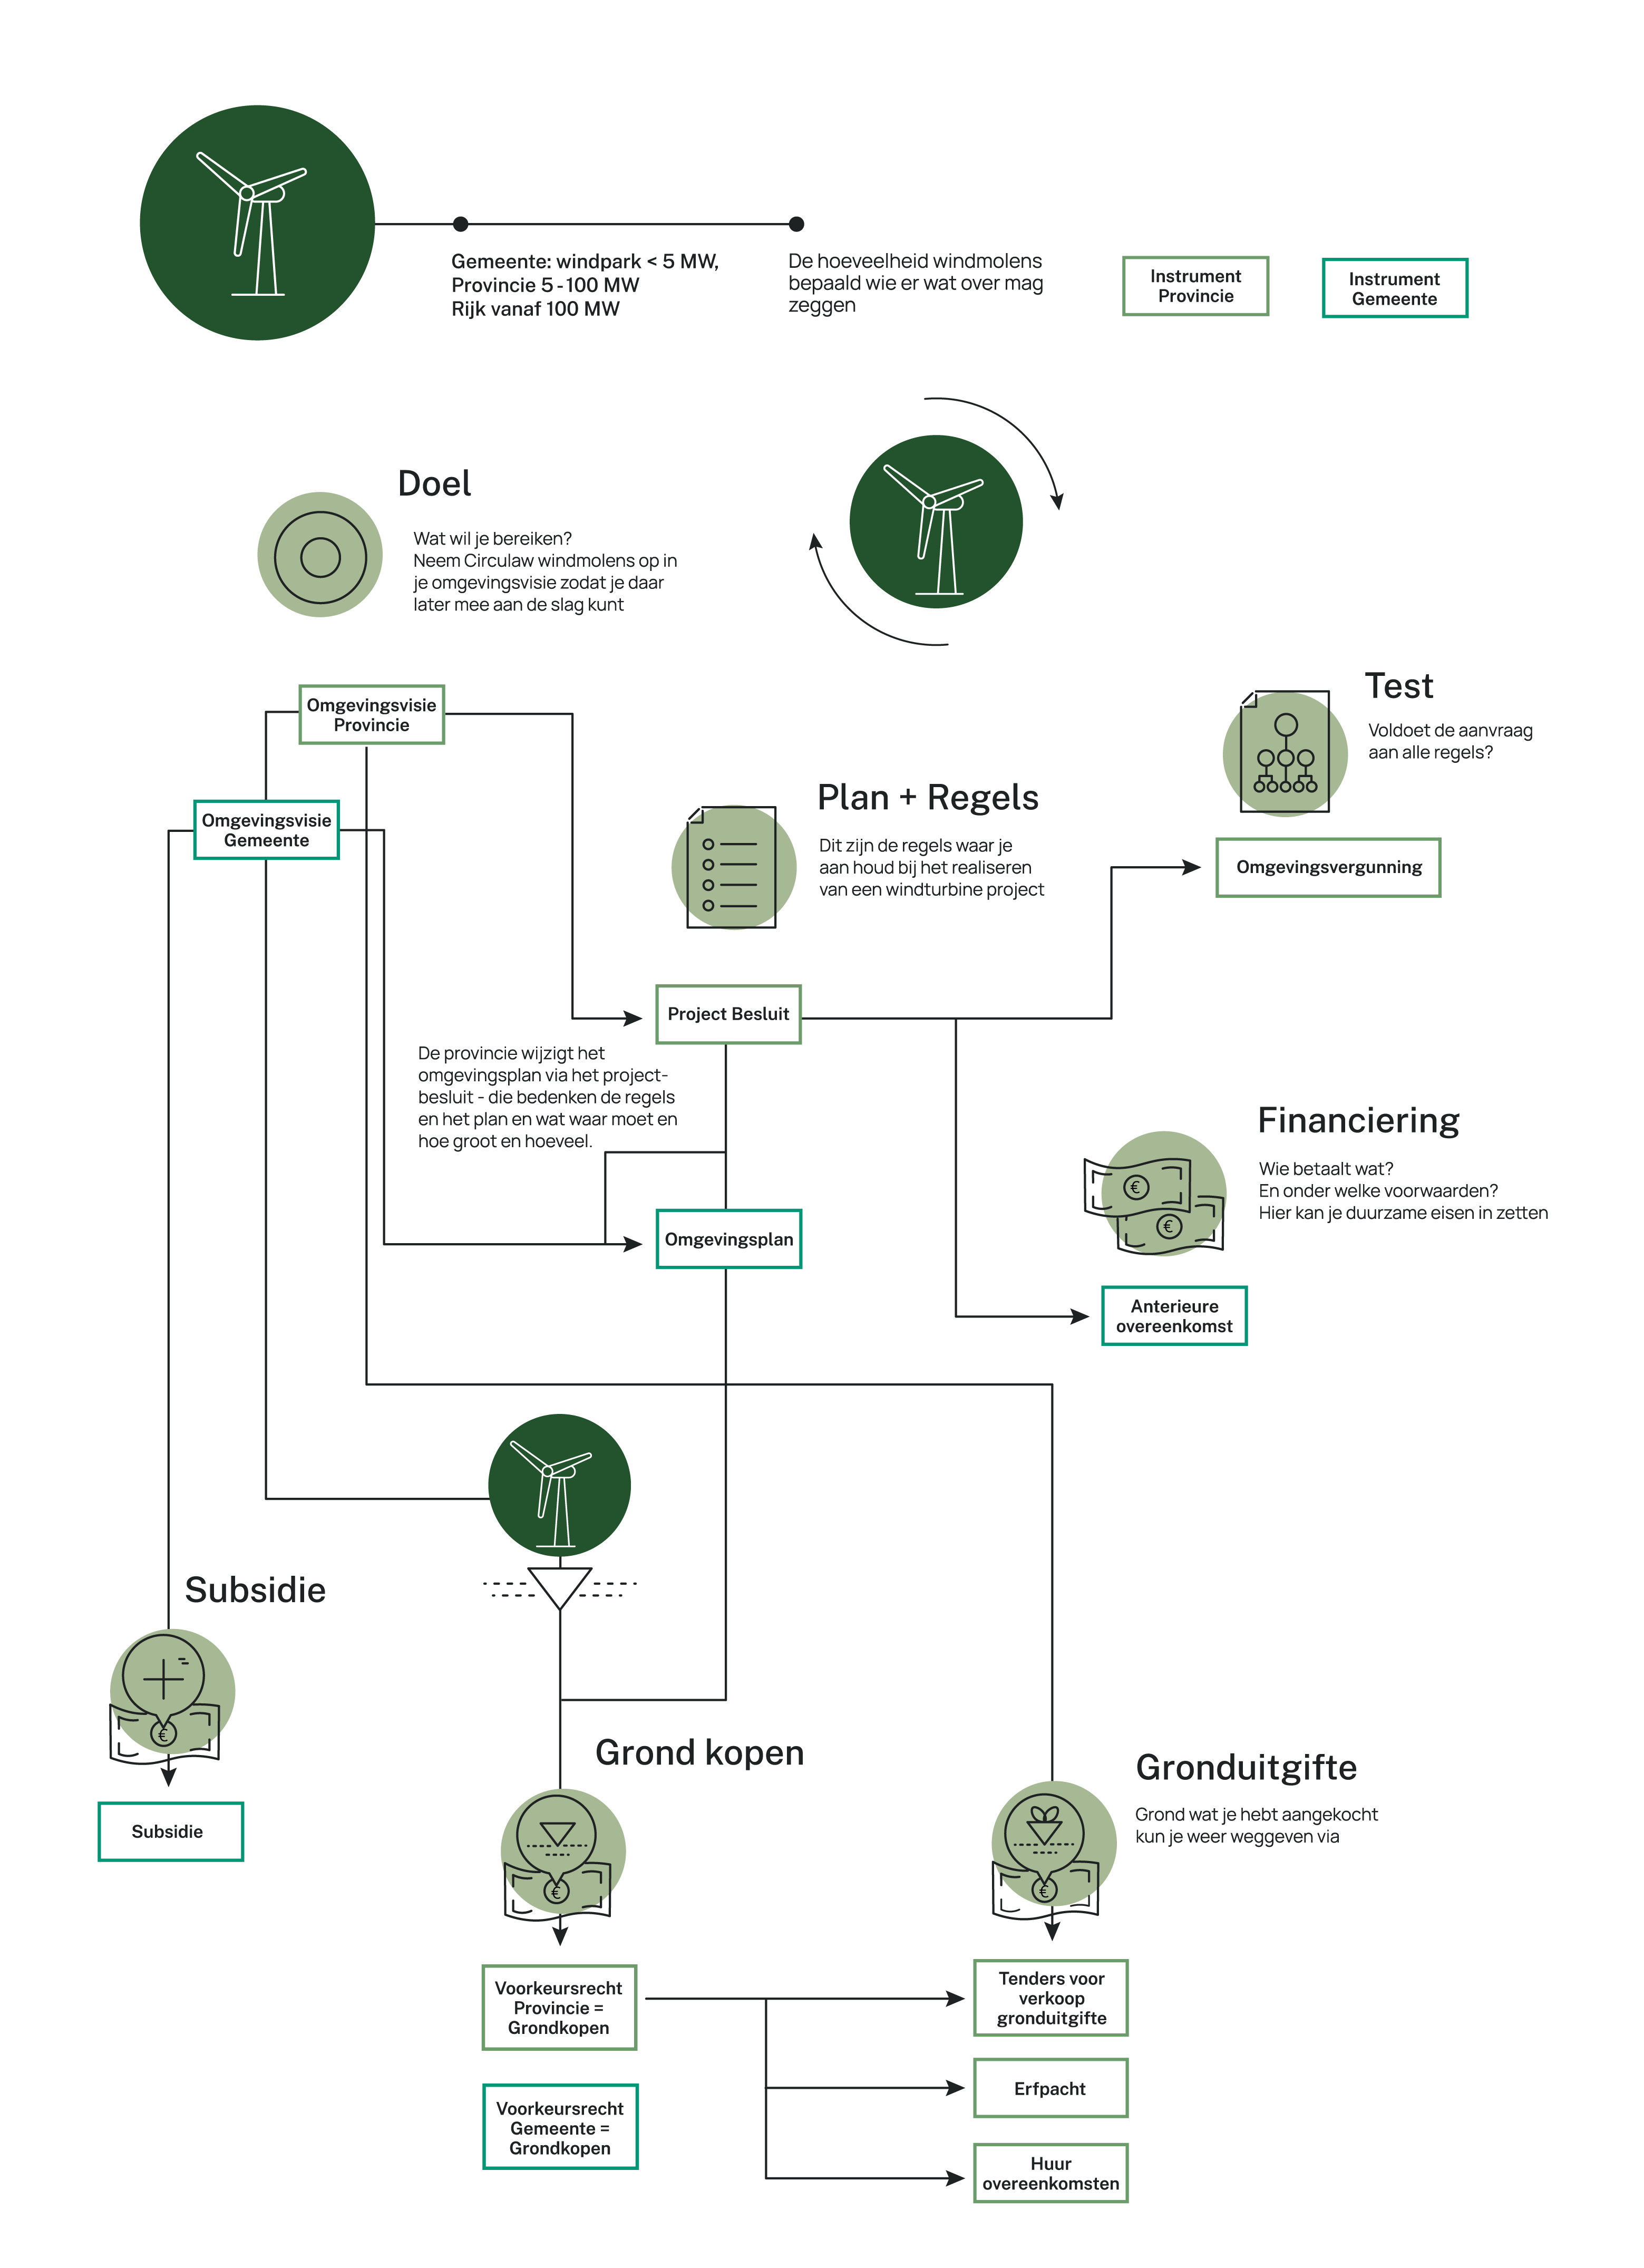 Gemeente: windpark < 5 MW,
Provincie 5-100 MW
Rijk vanaf 100 MW
De hoeveelheid windmolens
bepaald wie er wat over mag
zeggen
Instrument
Provincie
Instrument
Gemeente
Doel
Wat wil je bereiken?
Neem Circulaw windmolens op in
je omgevingsvisie zodat je daar
later mee aan de slag kunt
Omgevingsvisie
Provincie
Omgevingsvisie
Gemeente
Test
Voldoet de aanvraag
aan alle regels?
Omgevingsvergunning
Plan + Regels
Dit zijn de regels waar je
aan houd bij het realiseren
van een windturbine project
Project Besluit
De provincie wijzigt het
omgevingsplan via het project-
besluit - die bedenken de regels
en het plan en wat waar moet en
hoe groot en hoeveel.
Omgevingsplan
Financiering
Wie betaalt wat?
En onder welke voorwaarden?
Hier kan je duurzame eisen in zetten
€
€
Anterieure
overeenkomst
Subsidie
€
Subsidie
Grond kopen
€
Gronduitgifte
Grond wat je hebt aangekocht
kun je weer weggeven via
€
Voorkeursrecht
Provincie =
Grondkopen
Voorkeursrecht
Gemeente =
Grondkopen
Tenders voor
verkoop
gronduitgifte
Erfpacht
Huur
overeenkomsten